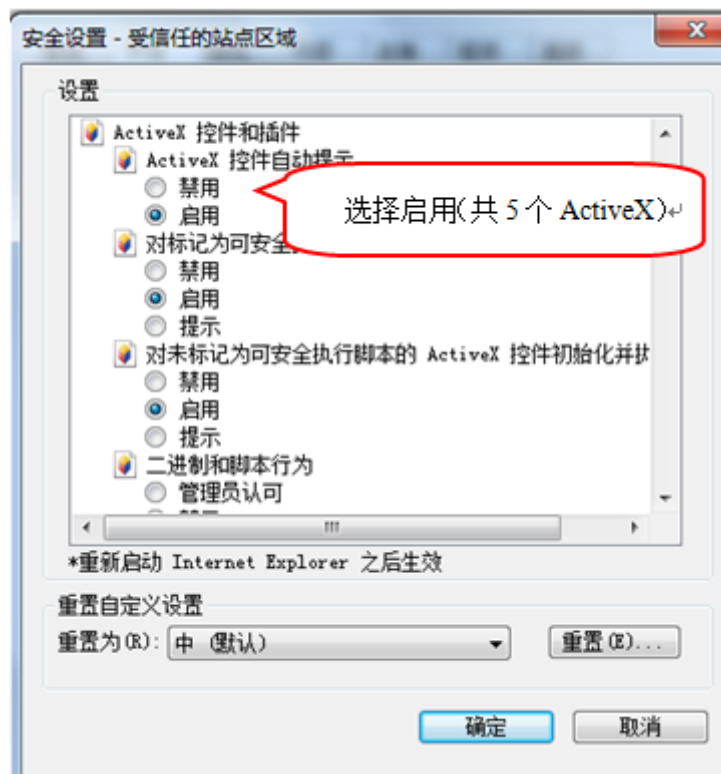 安全设置 - 受信任的站点区域
设置
ActiveX 控件和插件
ActiveX 控件自动提示
禁用
启用
选择启用(共 5 个 ActiveX)
对标记为可安全
禁用
启用
提示
对未标记为可安全执行脚本的 ActiveX 控件初始化并执
禁用
启用
提示
二进制和脚本行为
管理员认可
*重新启动 Internet Explorer 之后生效
重置自定义设置
重置为(R): 中 (默认)
重置(E)...
确定
取消